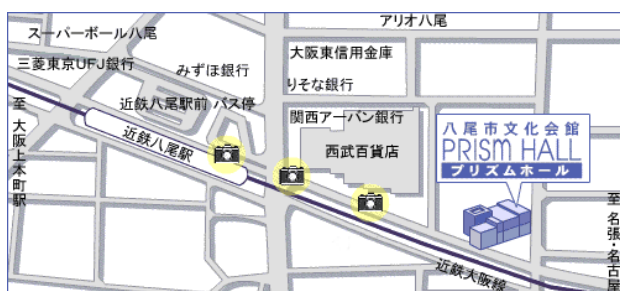 アリオ八尾
スーパーボール八尾
大阪東信用金庫
三菱東京UFJ銀行
みずほ銀行
りそな銀行
至 大阪上本町駅
近鉄八尾駅前 バス停
関西アーバン銀行
八尾市文化会館
PRISM HALL
プリズムホール
近鉄八尾駅
西武百貨店
至 名張・名古屋
近鉄大阪線